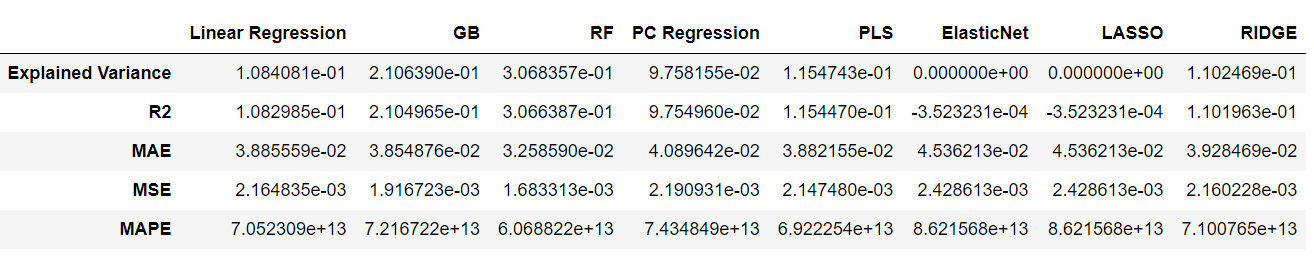 Linear Regression GB RF PC Regression PLS ElasticNet LASSO RIDGE
Explained Variance 1.084081e-01 2.106390e-01 3.068357e-01 9.758155e-02 1.154743e-01 0.000000e+00 0.000000e+00 1.102469e-01
R2 1.082985e-01 2.104965e-01 3.066387e-01 9.754960e-02 1.154470e-01 -3.523231e-04 -3.523231e-04 1.101963e-01
MAE 3.885559e-02 3.854876e-02 3.258590e-02 4.089642e-02 3.882155e-02 4.536213e-02 4.536213e-02 3.928469e-02
MSE 2.164835e-03 1.916723e-03 1.683313e-03 2.190931e-03 2.147480e-03 2.428613e-03 2.428613e-03 2.160228e-03
MAPE 7.052309e+13 7.216722e+13 6.068822e+13 7.434849e+13 6.922254e+13 8.621568e+13 8.621568e+13 7.100765e+13